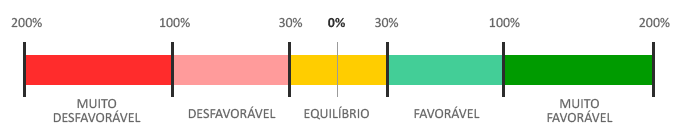 200% 100% 30% 0% 30% 100% 200%
MUITO
DESFAVORÁVEL
DESFAVORÁVEL
EQUILÍBRIO
FAVORÁVEL
MUITO
FAVORÁVEL